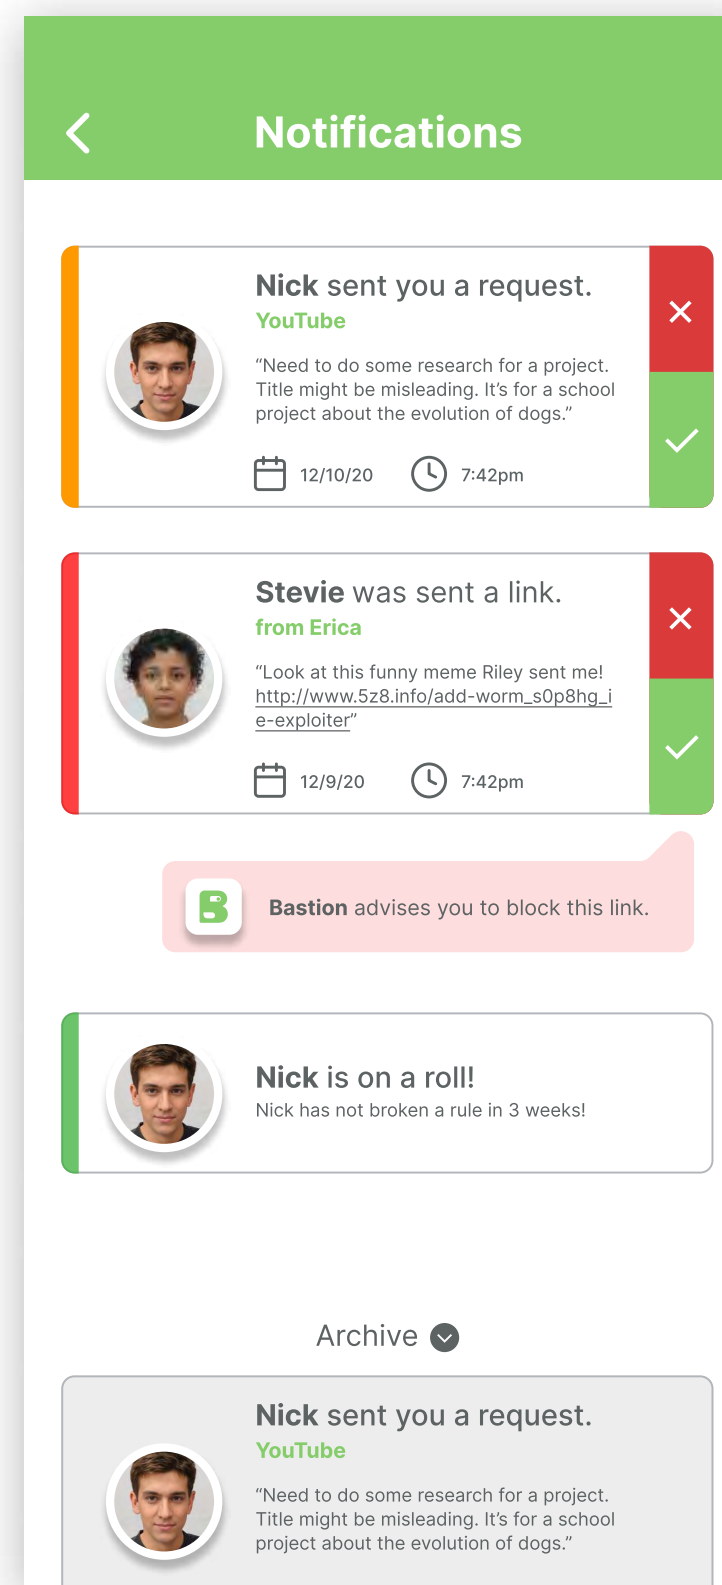 Notifications
Nick sent you a request.
YouTube
“Need to do some research for a project.
Title might be misleading. It’s for a school
project about the evolution of dogs.”
12/10/20 7:42pm
Stevie was sent a link.
from Erica
“Look at this funny meme Riley sent me!
http://www.5z8.info/add-worm_s0p8hg_i
e-exploiter”
12/9/20 7:42pm
B Bastion advises you to block this link.
Nick is on a roll!
Nick has not broken a rule in 3 weeks!
Archive
Nick sent you a request.
YouTube
“Need to do some research for a project.
Title might be misleading. It’s for a school
project about the evolution of dogs.”